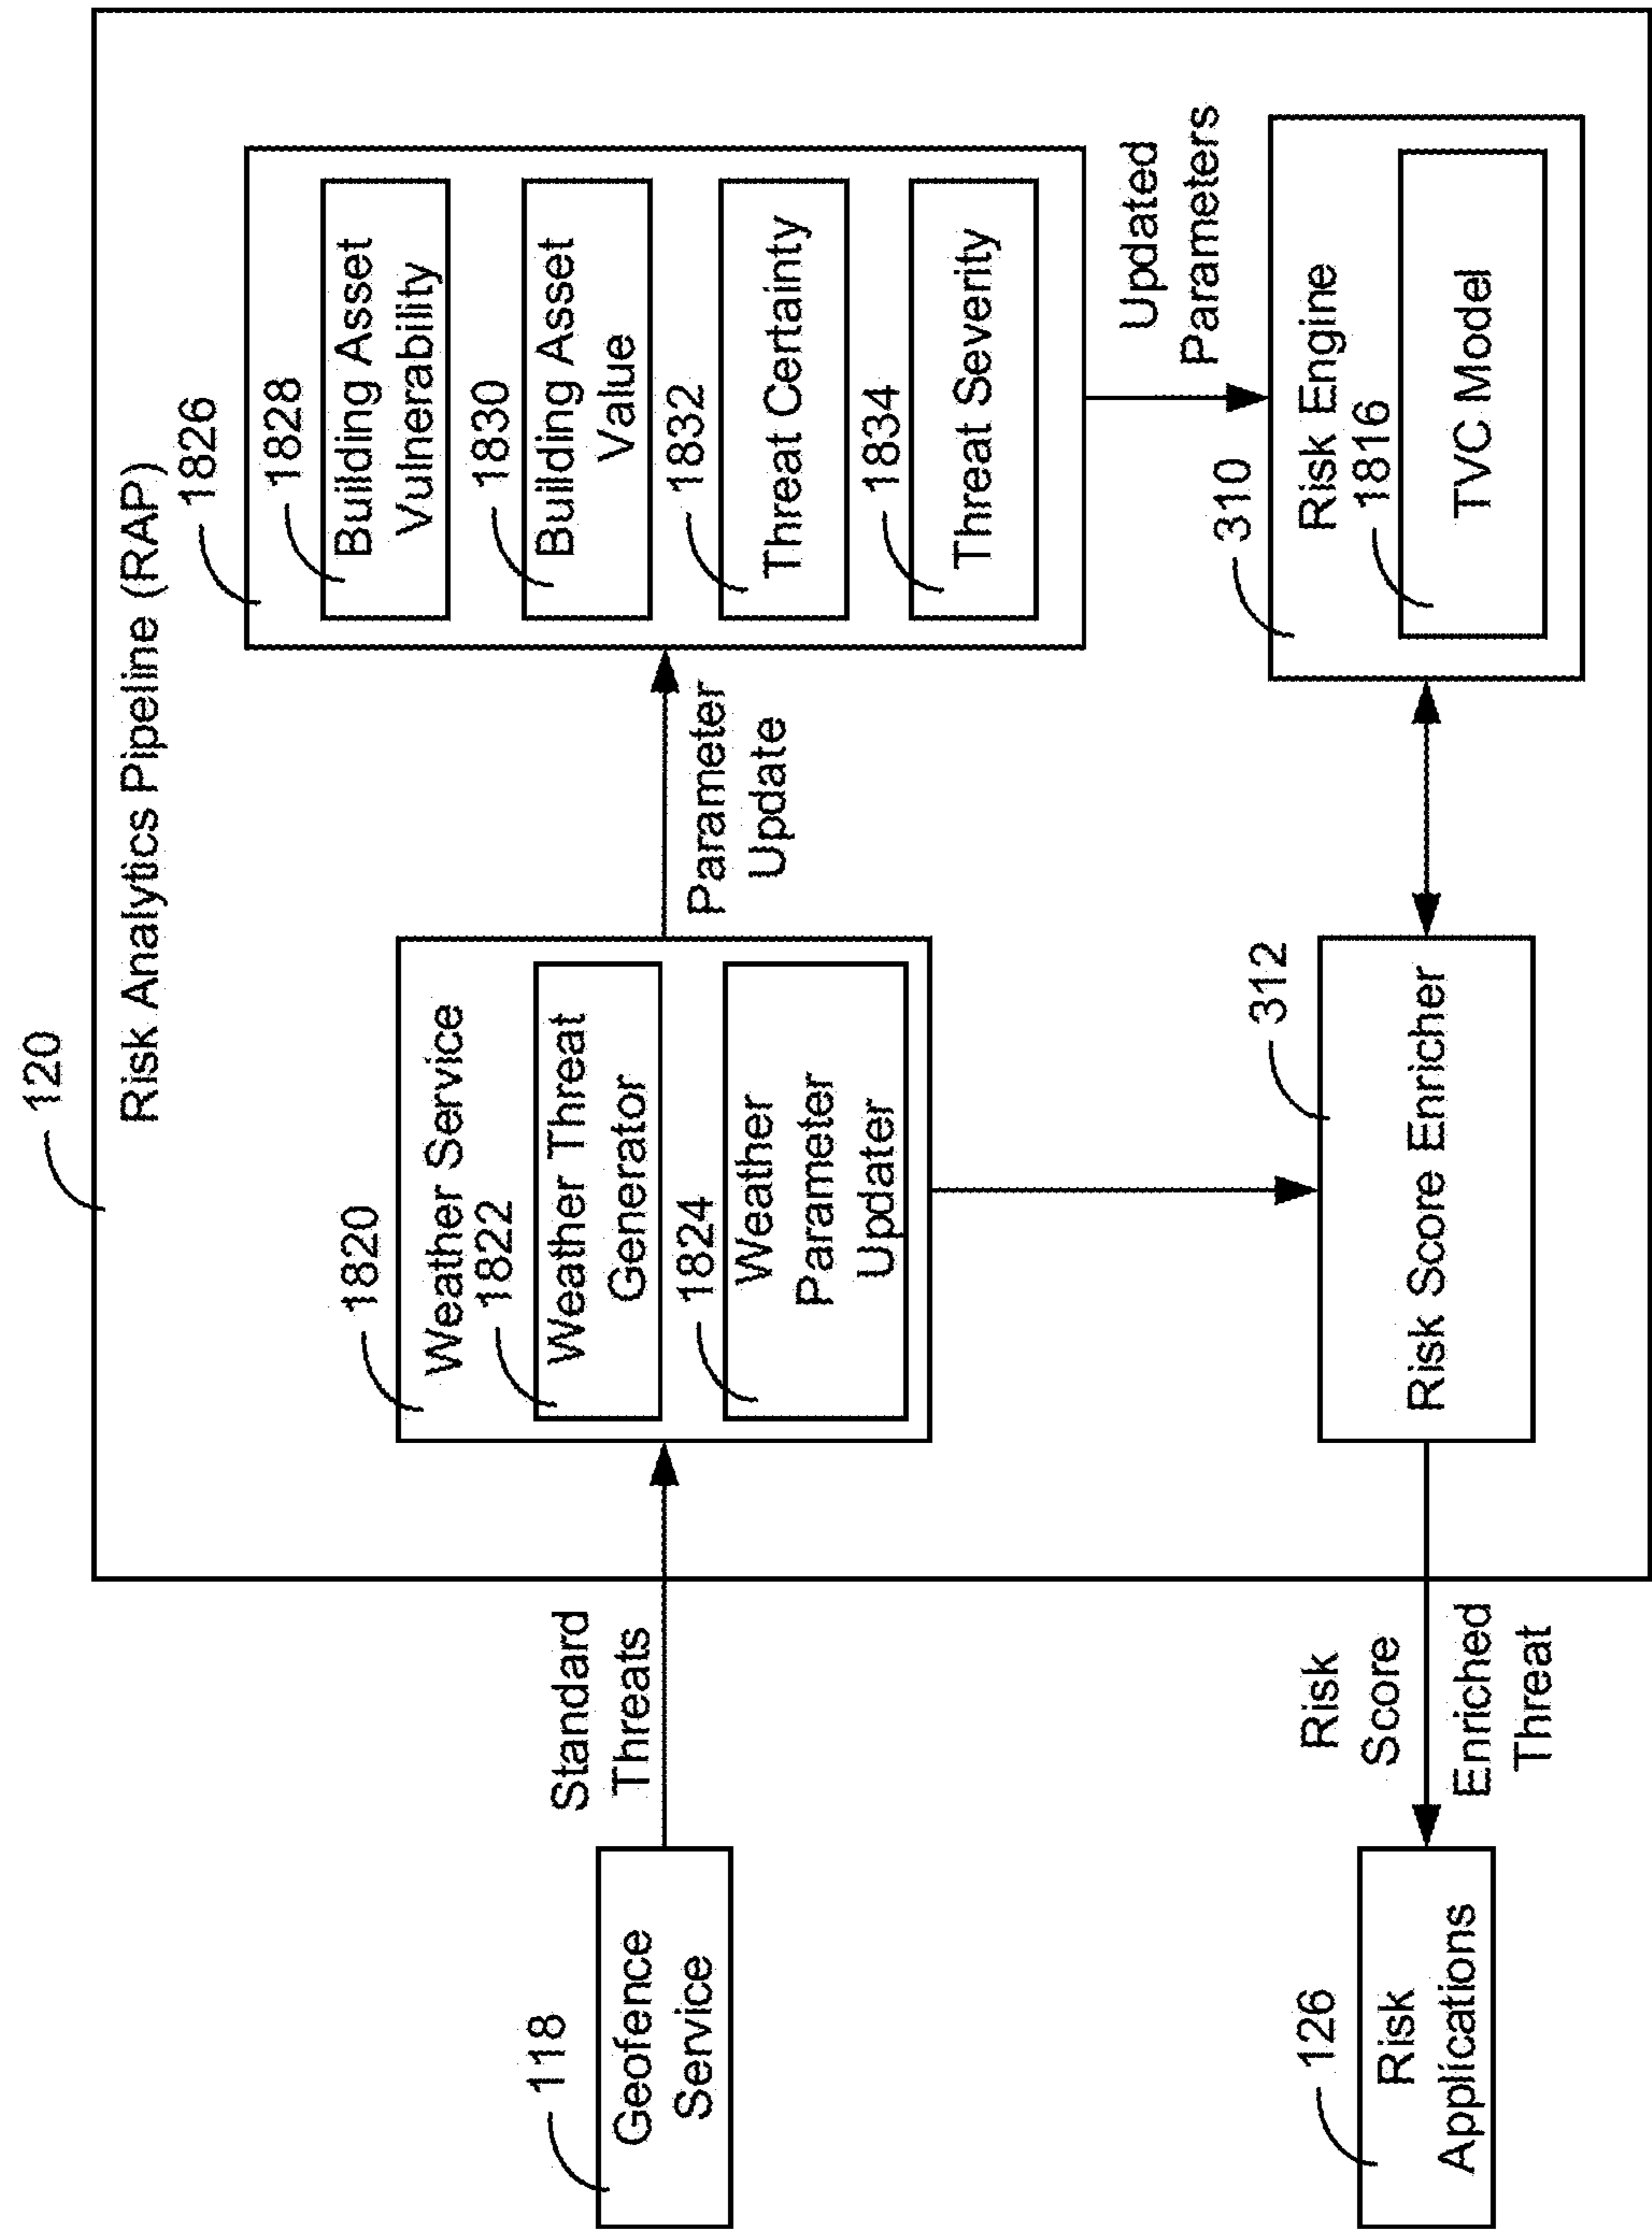 120
Risk Analytics Pipeline (RAP)
118
Geofence
Service
Standard
Threats
1820
Weather Service
1822
Weather Threat
Generator
1824
Weather
Parameter
Updater
Parameter
Update
1826
1828
Building Asset
Vulnerability
1830
Building Asset
Value
1832
Threat Certainty
1834
Threat Severity
Updated
Parameters
126
Risk
Applications
Risk
Score
Enriched
Threat
312
Risk Score Enricher
310
Risk Engine
1816
TVC Model